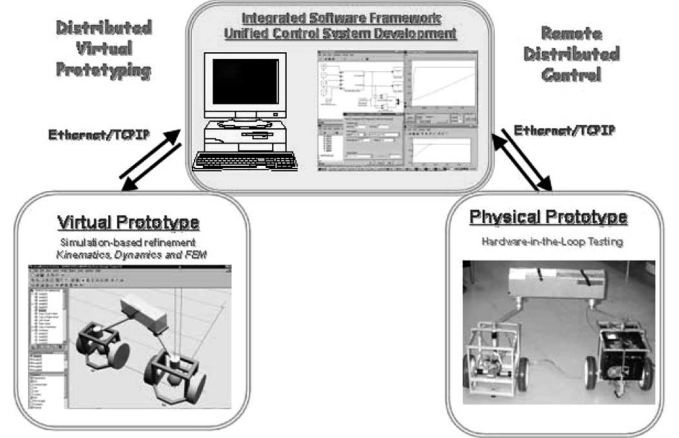 Integrated Software Framework
Unified Control System Development
Distributed
Virtual
Prototyping
Remote
Distributed
Control
Ethernet/TCPIP
Ethernet/TCPIP
Virtual Prototype
Simulation-based refinement
Kinematics, Dynamics and FEM
Physical Prototype
Hardware-in-the-Loop Testing